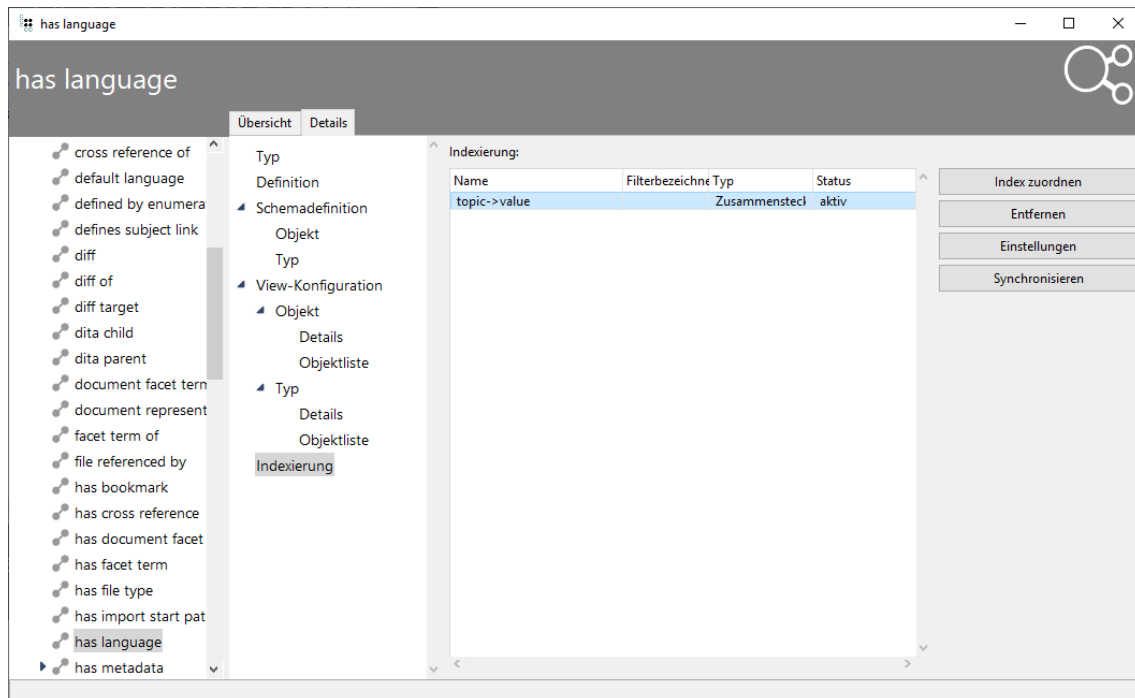 has language
has language
Übersicht Details
cross reference of
default language
defined by enumera
defines subject link
diff
diff of
diff target
dita child
dita parent
document facet term
document represent
facet term of
file referenced by
has bookmark
has cross reference
has document facet
has facet term
has file type
has import start pat
has language
has metadata
Typ
Definition
Schemadefinition
Objekt
Typ
View-Konfiguration
Objekt
Details
Objektliste
Typ
Details
Objektliste
Indexierung
Indexierung:
Name Filterbezeichne Typ Status
topic->value Zusammensteck aktiv
Index zuordnen
Entfernen
Einstellungen
Synchronisieren